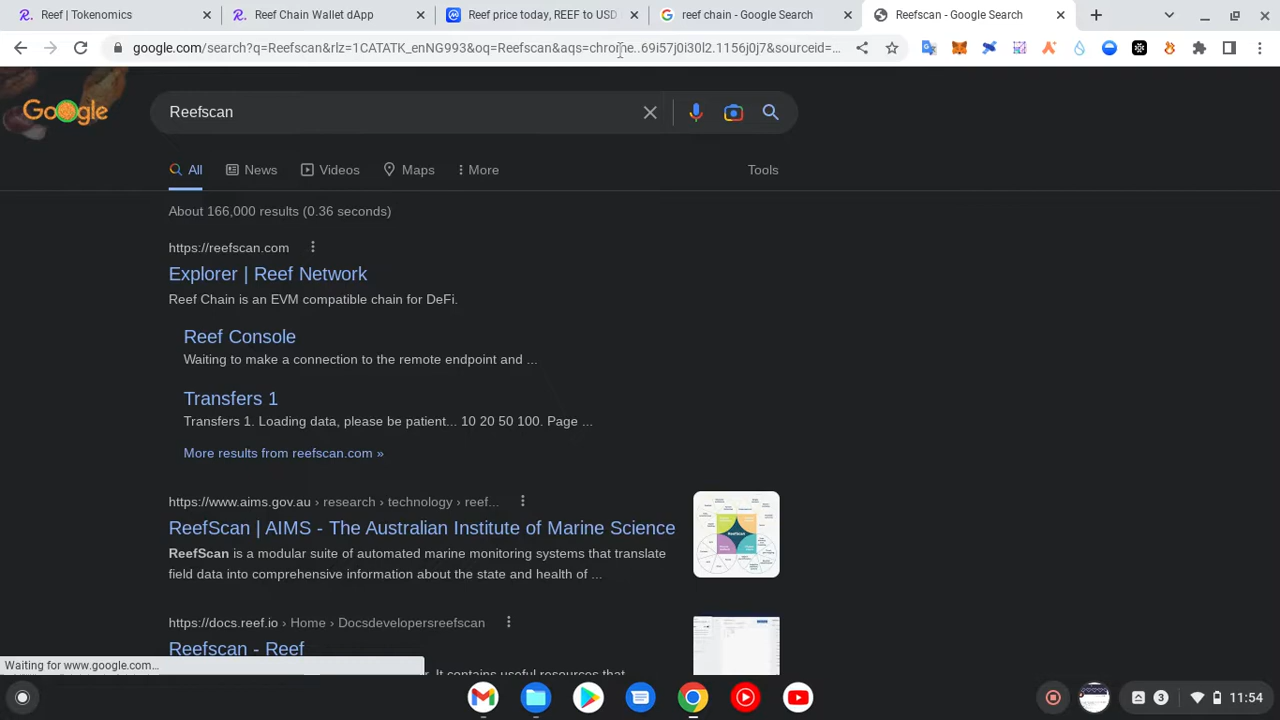 Reef | Tokenomics
Reef Chain Wallet dApp
Reef price today, REEF to USD
reef chain - Google Search
Reefscan - Google Search
google.com/search?q=Reefscan&rlz=1CATATK_enNG993&oq=Reefscan&aqs=chrome..69i57j0i30l2.1156j0j7&sourceid=...
Google
Reefscan
All
News
Videos
Maps
More
Tools
About 166,000 results (0.36 seconds)
https://reefscan.com
Explorer | Reef Network
Reef Chain is an EVM compatible chain for DeFi.
Reef Console
Waiting to make a connection to the remote endpoint and ...
Transfers 1
Transfers 1. Loading data, please be patient... 10 20 50 100. Page ...
More results from reefscan.com »
https://www.aims.gov.au › research › technology › reef...
ReefScan | AIMS - The Australian Institute of Marine Science
ReefScan is a modular suite of automated marine monitoring systems that translate
field data into comprehensive information about the state and health of ...
https://docs.reef.io › Home › Docsdevelopersreefscan
Reefscan - Reef
It contains useful resources that
Waiting for www.google.com...
3
11:54